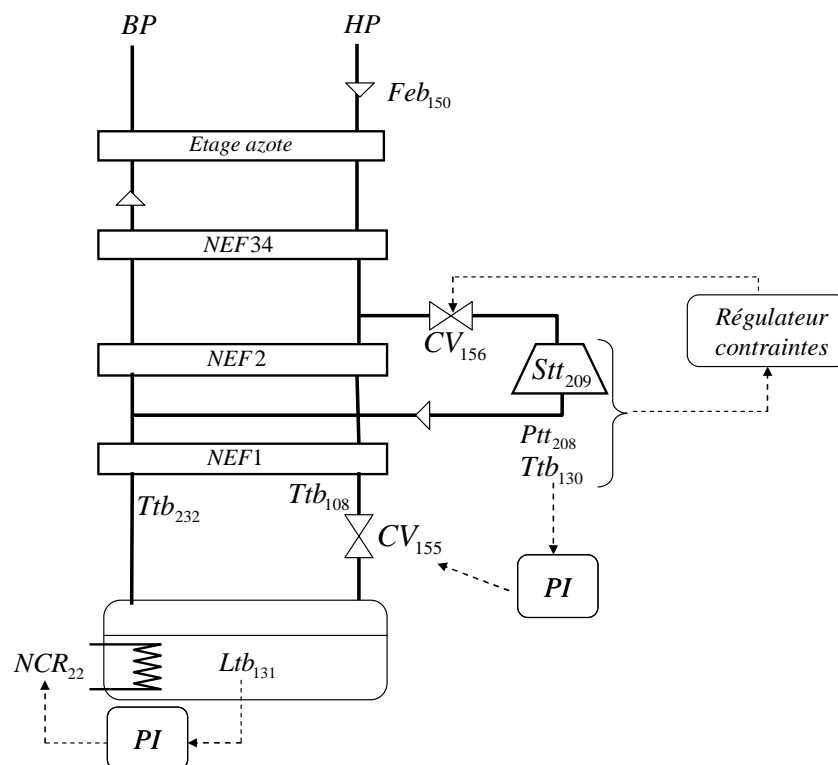 BP HP
Feb150
Etage azote
NEF34
CV156
Régulateur
contraintes
NEF2
Stt209
Ptt208
NEF1
Ttb130
Ttb232 Ttb108
CV155
PI
NCR22 Ltb131
PI